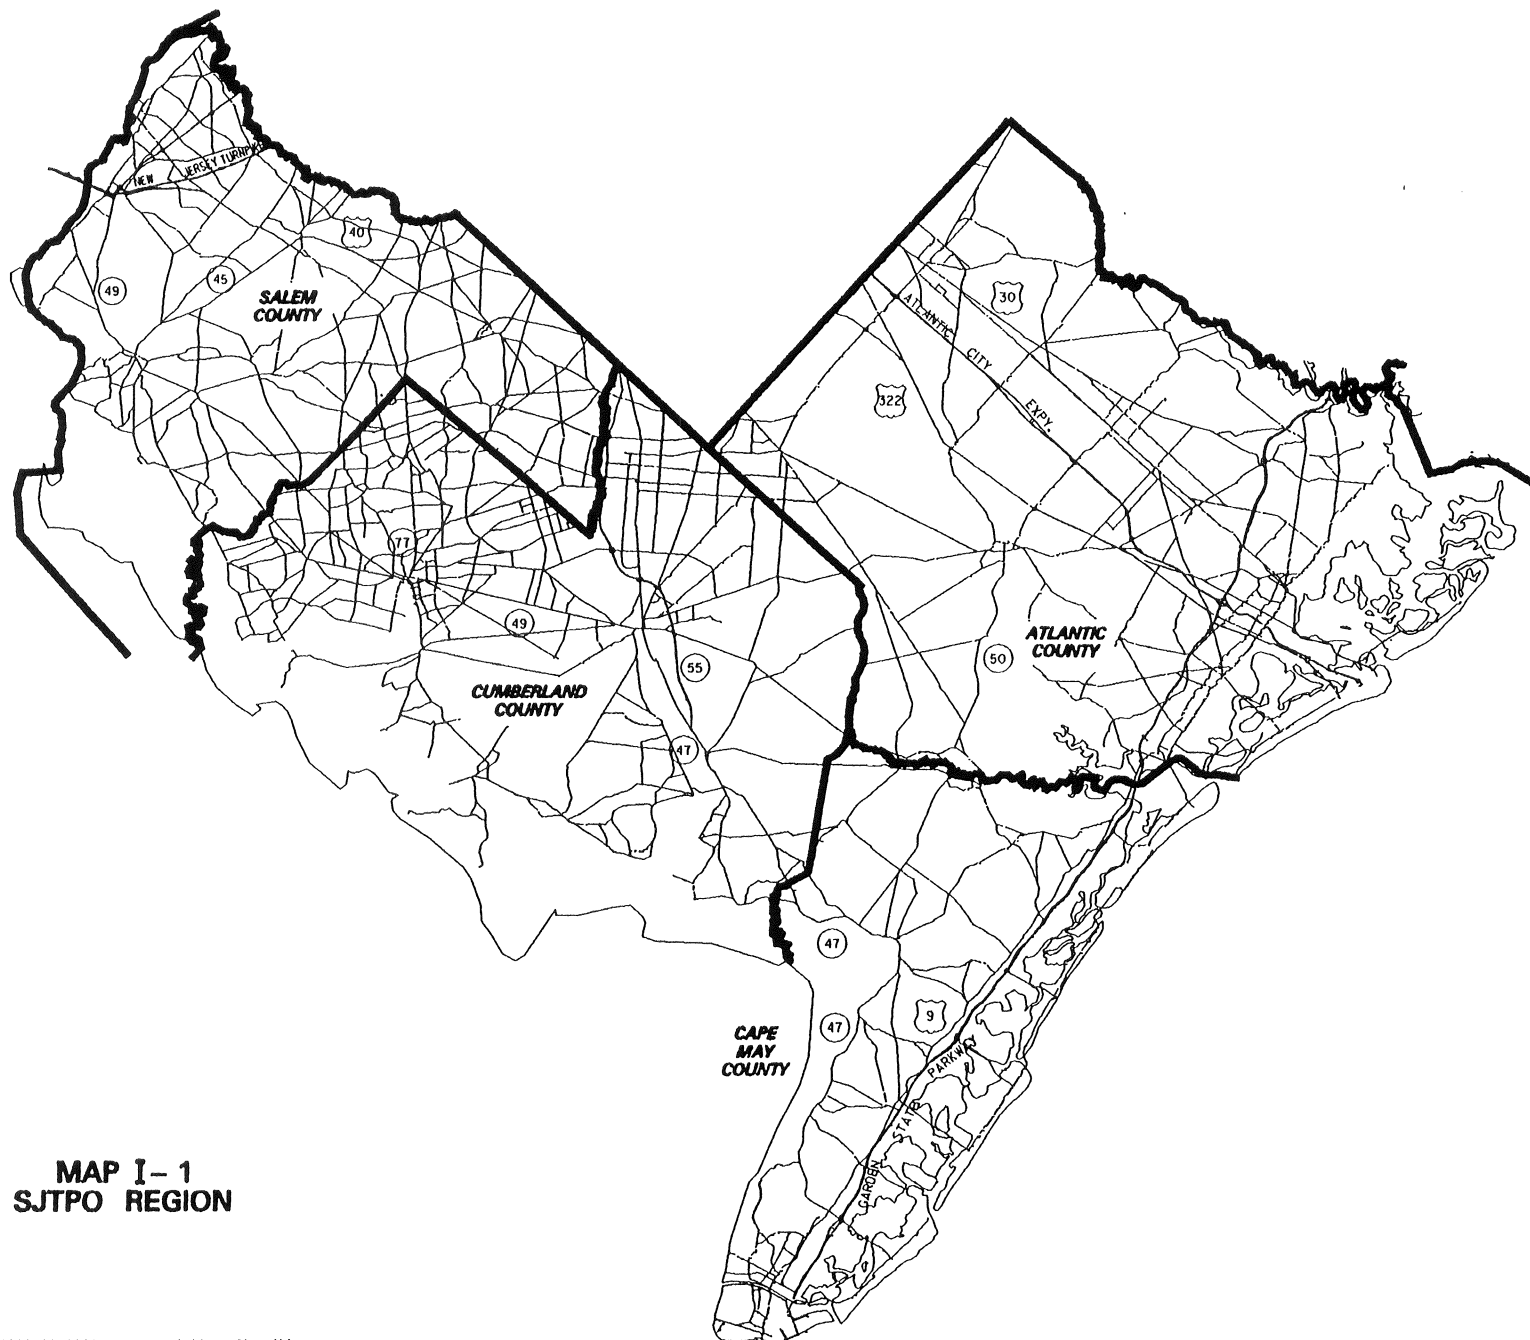 NEW JERSEY TURNPIKE
40
49
45
SALEM
COUNTY
30
ATLANTIC CITY EXPY.
322
77
49
55
50
ATLANTIC
COUNTY
CUMBERLAND
COUNTY
47
47
9
47
CAPE
MAY
COUNTY
GARDEN STATE PARKWAY
MAP I-1
SJTPO REGION